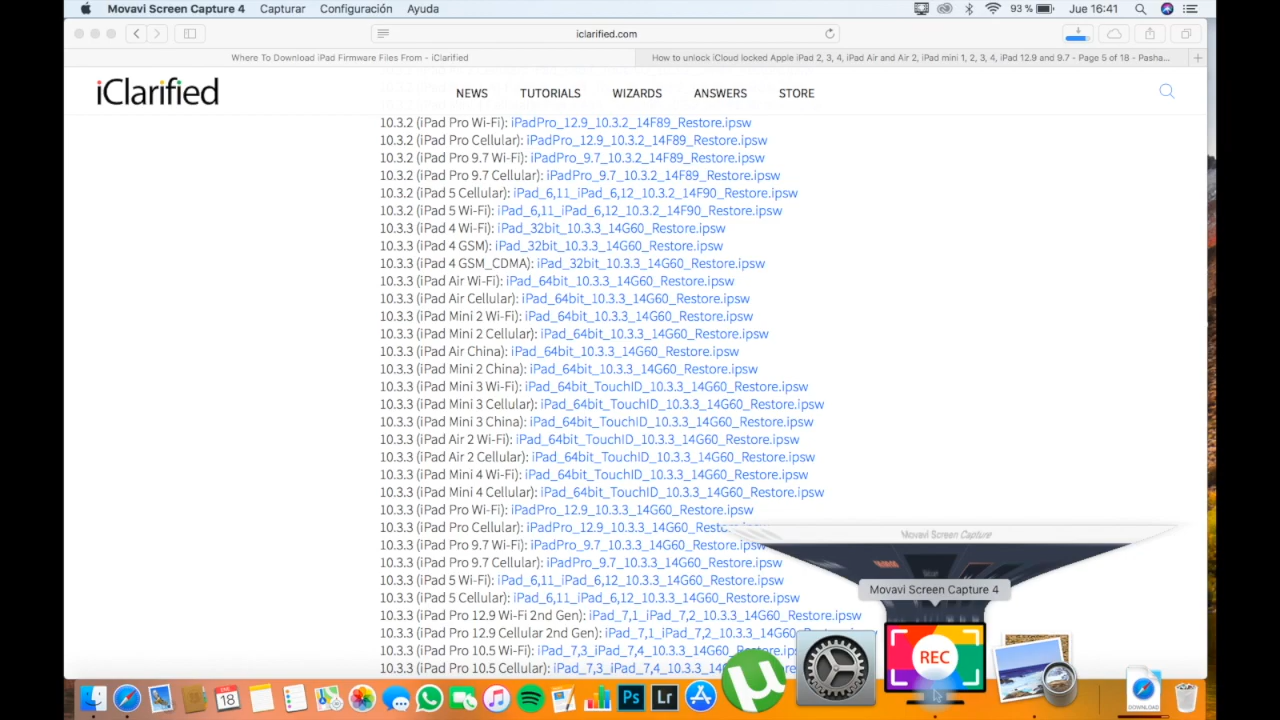 Movavi Screen Capture 4 Capturar Configuración Ayuda 93 % Jue 16:41
iclarified.com
Where To Download iPad Firmware Files From - iClarified
How to unlock iCloud locked Apple iPad 2, 3, 4, iPad Air and Air 2, iPad mini 1, 2, 3, 4, iPad 12.9 and 9.7 - Page 5 of 18 - Pasha...
iClarified
NEWS TUTORIALS WIZARDS ANSWERS STORE
10.3.2 (iPad Pro Wi-Fi): iPadPro_12.9_10.3.2_14F89_Restore.ipsw
10.3.2 (iPad Pro Cellular): iPadPro_12.9_10.3.2_14F89_Restore.ipsw
10.3.2 (iPad Pro 9.7 Wi-Fi): iPadPro_9.7_10.3.2_14F89_Restore.ipsw
10.3.2 (iPad Pro 9.7 Cellular): iPadPro_9.7_10.3.2_14F89_Restore.ipsw
10.3.2 (iPad 5 Cellular): iPad_6,11_iPad_6,12_10.3.2_14F90_Restore.ipsw
10.3.2 (iPad 5 Wi-Fi): iPad_6,11_iPad_6,12_10.3.2_14F90_Restore.ipsw
10.3.3 (iPad 4 Wi-Fi): iPad_32bit_10.3.3_14G60_Restore.ipsw
10.3.3 (iPad 4 GSM): iPad_32bit_10.3.3_14G60_Restore.ipsw
10.3.3 (iPad 4 GSM_CDMA): iPad_32bit_10.3.3_14G60_Restore.ipsw
10.3.3 (iPad Air Wi-Fi): iPad_64bit_10.3.3_14G60_Restore.ipsw
10.3.3 (iPad Air Cellular): iPad_64bit_10.3.3_14G60_Restore.ipsw
10.3.3 (iPad Mini 2 Wi-Fi): iPad_64bit_10.3.3_14G60_Restore.ipsw
10.3.3 (iPad Mini 2 Cellular): iPad_64bit_10.3.3_14G60_Restore.ipsw
10.3.3 (iPad Air China): iPad_64bit_10.3.3_14G60_Restore.ipsw
10.3.3 (iPad Mini 2 China): iPad_64bit_10.3.3_14G60_Restore.ipsw
10.3.3 (iPad Mini 3 Wi-Fi): iPad_64bit_TouchID_10.3.3_14G60_Restore.ipsw
10.3.3 (iPad Mini 3 Cellular): iPad_64bit_TouchID_10.3.3_14G60_Restore.ipsw
10.3.3 (iPad Mini 3 China): iPad_64bit_TouchID_10.3.3_14G60_Restore.ipsw
10.3.3 (iPad Air 2 Wi-Fi): iPad_64bit_TouchID_10.3.3_14G60_Restore.ipsw
10.3.3 (iPad Air 2 Cellular): iPad_64bit_TouchID_10.3.3_14G60_Restore.ipsw
10.3.3 (iPad Mini 4 Wi-Fi): iPad_64bit_TouchID_10.3.3_14G60_Restore.ipsw
10.3.3 (iPad Mini 4 Cellular): iPad_64bit_TouchID_10.3.3_14G60_Restore.ipsw
10.3.3 (iPad Pro Wi-Fi): iPadPro_12.9_10.3.3_14G60_Restore.ipsw
10.3.3 (iPad Pro Cellular): iPadPro_12.9_10.3.3_14G60_Resto
Movavi Screen Capture
10.3.3 (iPad Pro 9.7 Wi-Fi): iPadPro_9.7_10.3.3_14G60_Restore.ipsw
10.3.3 (iPad Pro 9.7 Cellular): iPadPro_9.7_10.3.3_14G60_Restore.ipsw
10.3.3 (iPad 5 Wi-Fi): iPad_6,11_iPad_6,12_10.3.3_14G60_Restore.ipsw
10.3.3 (iPad 5 Cellular): iPad_6,11_iPad_6,12_10.3.3_14G60_Restore.ipsw
Movavi Screen Capture 4
10.3.3 (iPad Pro 12.9 Wi-Fi 2nd Gen): iPad_7,1_iPad_7,2_10.3.3_14G60_Restore.ipsw
10.3.3 (iPad Pro 12.9 Cellular 2nd Gen): iPad_7,1_iPad_7,2_10.3.3_14G60_Resto
10.3.3 (iPad Pro 10.5 Wi-Fi): iPad_7,3_iPad_7,4_10.3.3_14G60_Rest
10.3.3 (iPad Pro 10.5 Cellular): iPad_7,3_iPad_7,4_10.3.3_14G60_
REC
DIC
18
Ps
Lr
DOWNLOAD